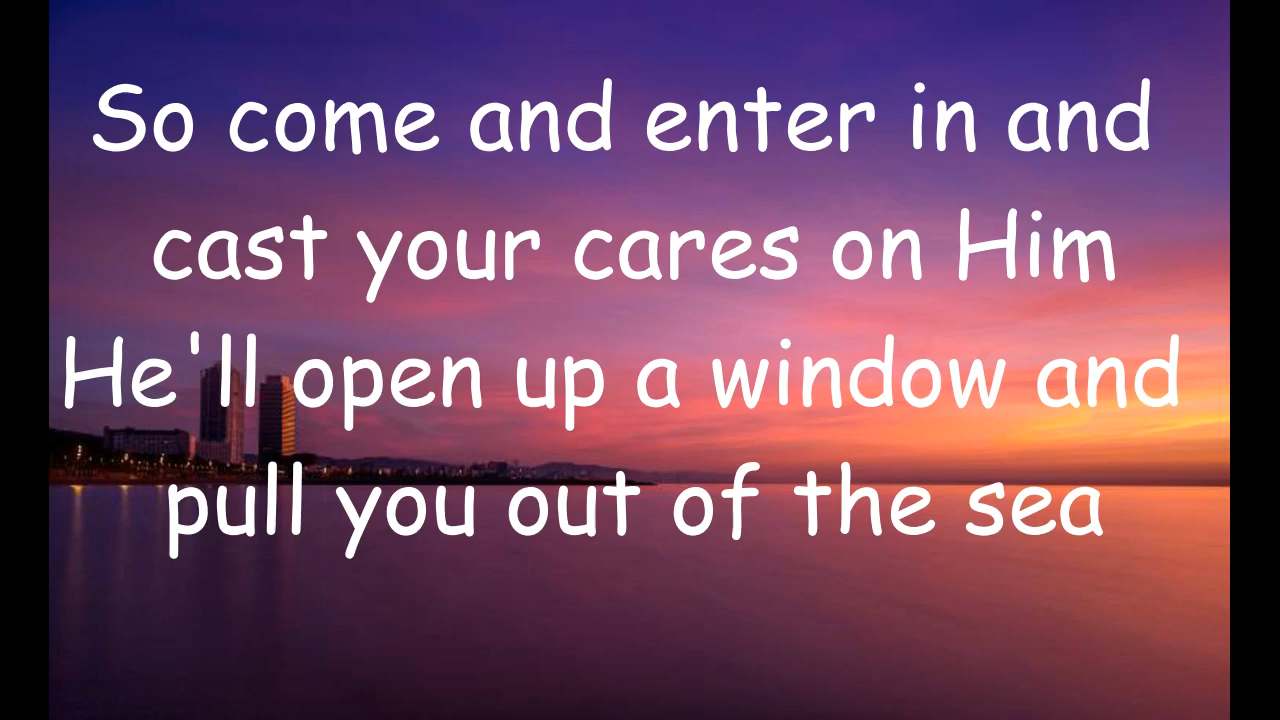 So come and enter in and
cast your cares on Him
He'll open up a window and
pull you out of the sea